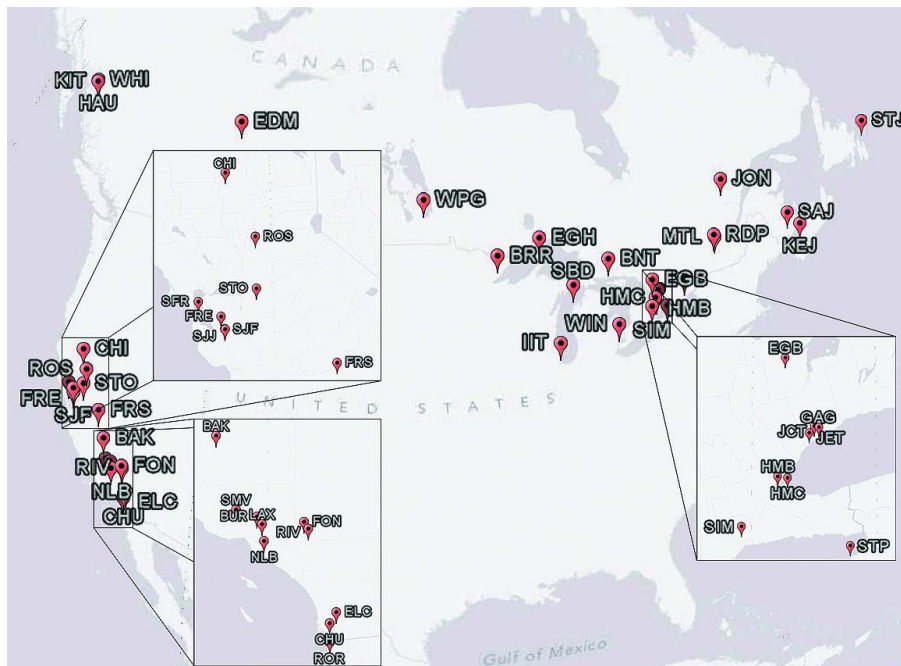 CANADA
KIT WHI
HAU
EDM
STJ
CHI
ROS
STO
SFR
FRE
SJF
SJJ
FRS
WPG
JON
SAJ
KEJ
MTL RDP
EGH
BRR
BNT
SBD
EGB
HMC
HMB
SIM
WIN
IIT
CHI
ROS
STO
FRE
SJF
FRS
UNITED STATES
BAK
RIV FON
NLB
ELC
CHU
BAK
SMV
BUR LAX
FON
RIV
NLB
ELC
CHU
ROR
EGB
GAG
JCT
JET
HMB
HMC
SIM
STP
Gulf of Mexico